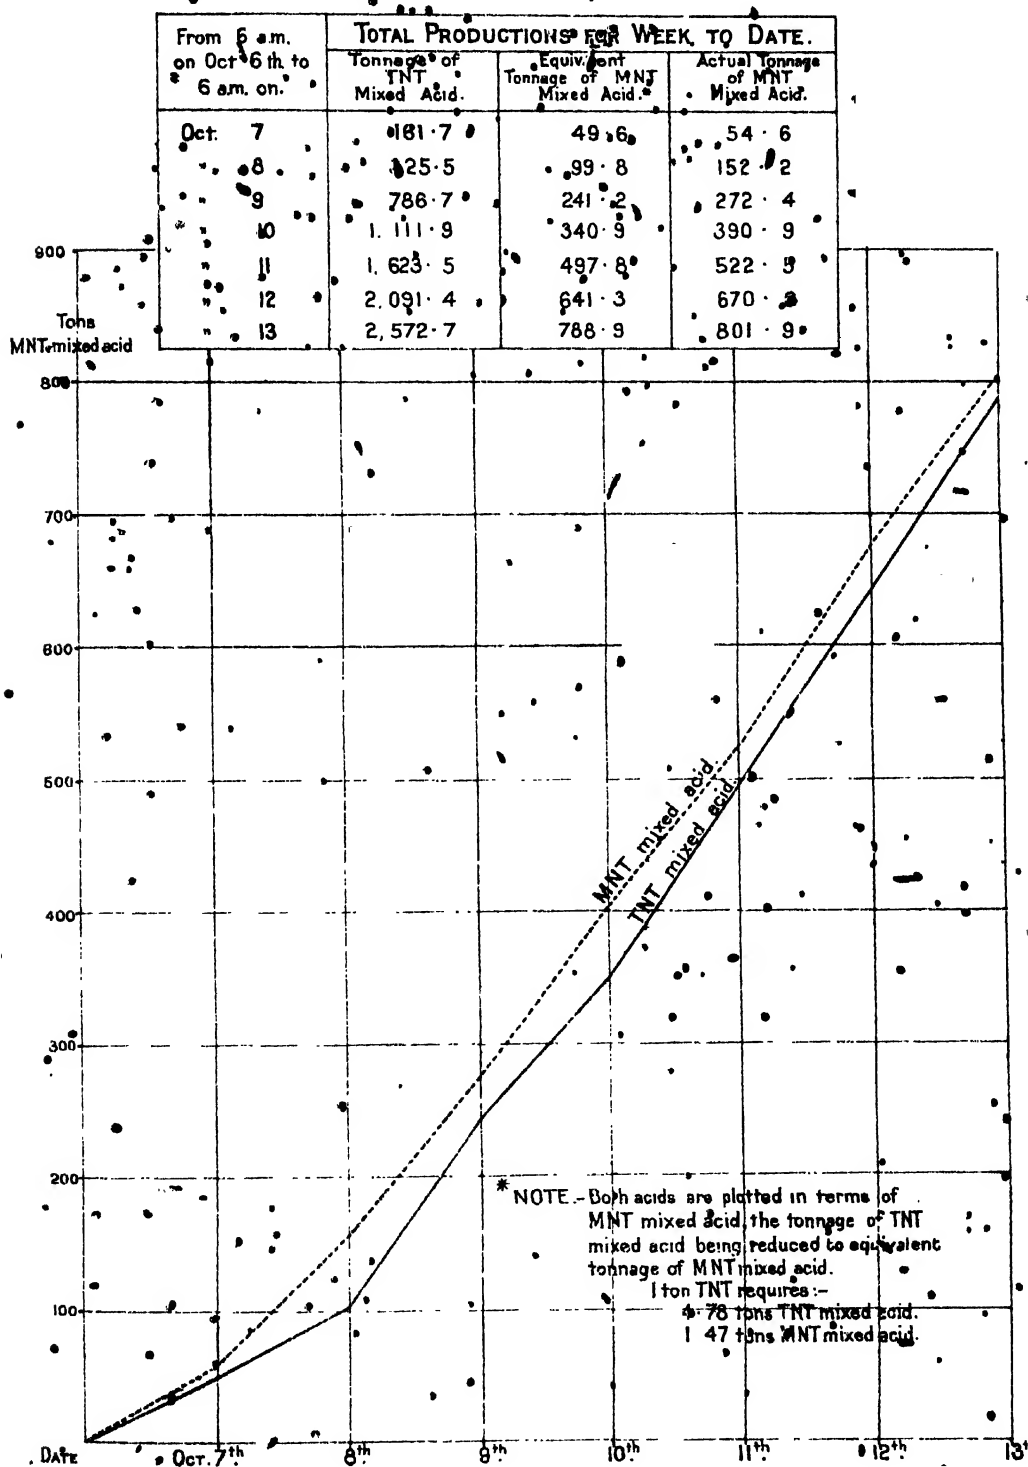 From 6 a.m.
on Oct 6th to
6 a.m. on.
TOTAL PRODUCTIONS FOR WEEK TO DATE.
Tonnage of
TNT
Mixed Acid.
Equivalent
Tonnage of MNT
Mixed Acid.*
Actual Tonnage
of MNT
Mixed Acid.
Oct. 7 161·7 49·6 54·6
" 8 325·5 99·8 152·2
" 9 786·7 241·2 272·4
" 10 1,111·9 340·9 390·9
" 11 1,623·5 497·8 522·5
" 12 2,091·4 641·3 670·
" 13 2,572·7 788·9 801·9
900
Tons
MNT mixed acid
800
700
600
500
400
300
200
100
MNT mixed acid.
TNT mixed acid.
* NOTE.- Both acids are plotted in terms of
MNT mixed acid, the tonnage of TNT
mixed acid being reduced to equivalent
tonnage of MNT mixed acid.
1 ton TNT requires:-
4·78 tons TNT mixed acid.
1·47 tons MNT mixed acid.
DATE OCT. 7th 8th 9th 10th 11th 12th 13t